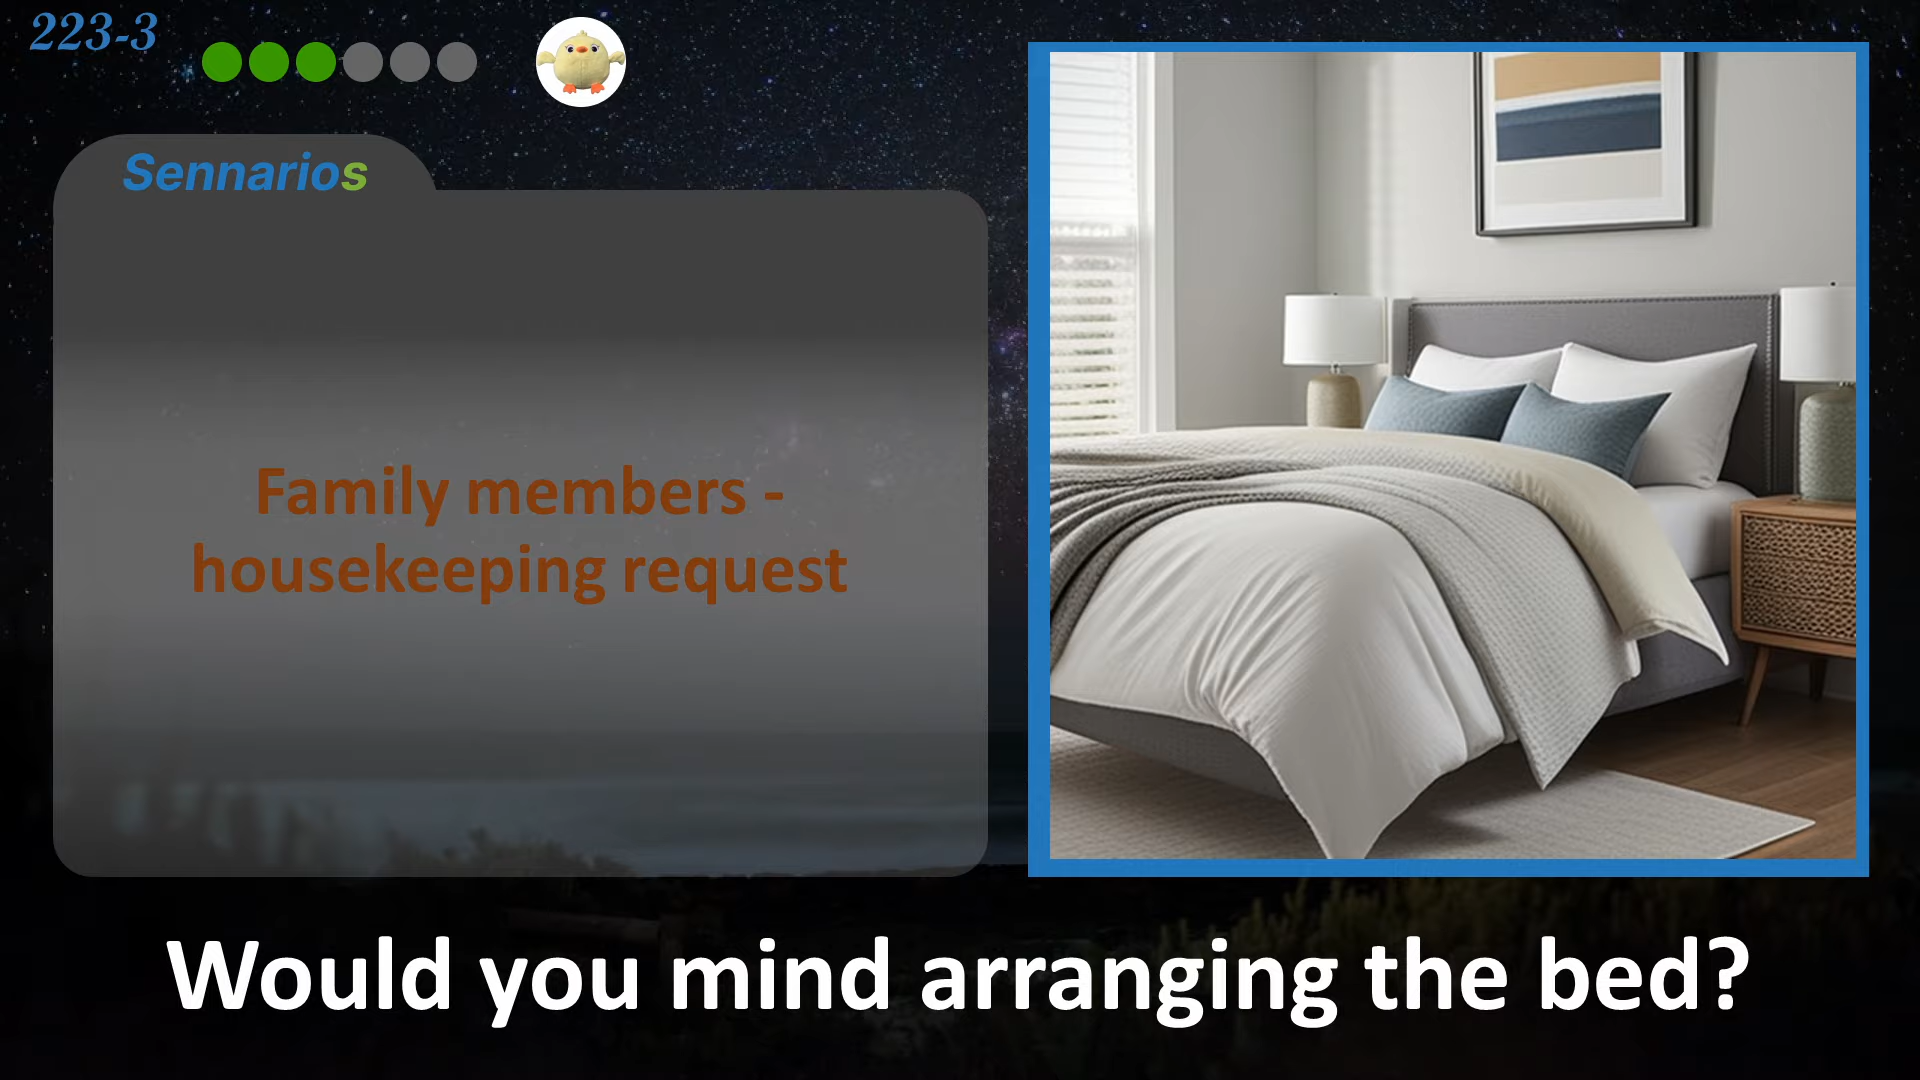 223-3
Sennarios
Family members -
housekeeping request
Would you mind arranging the bed?